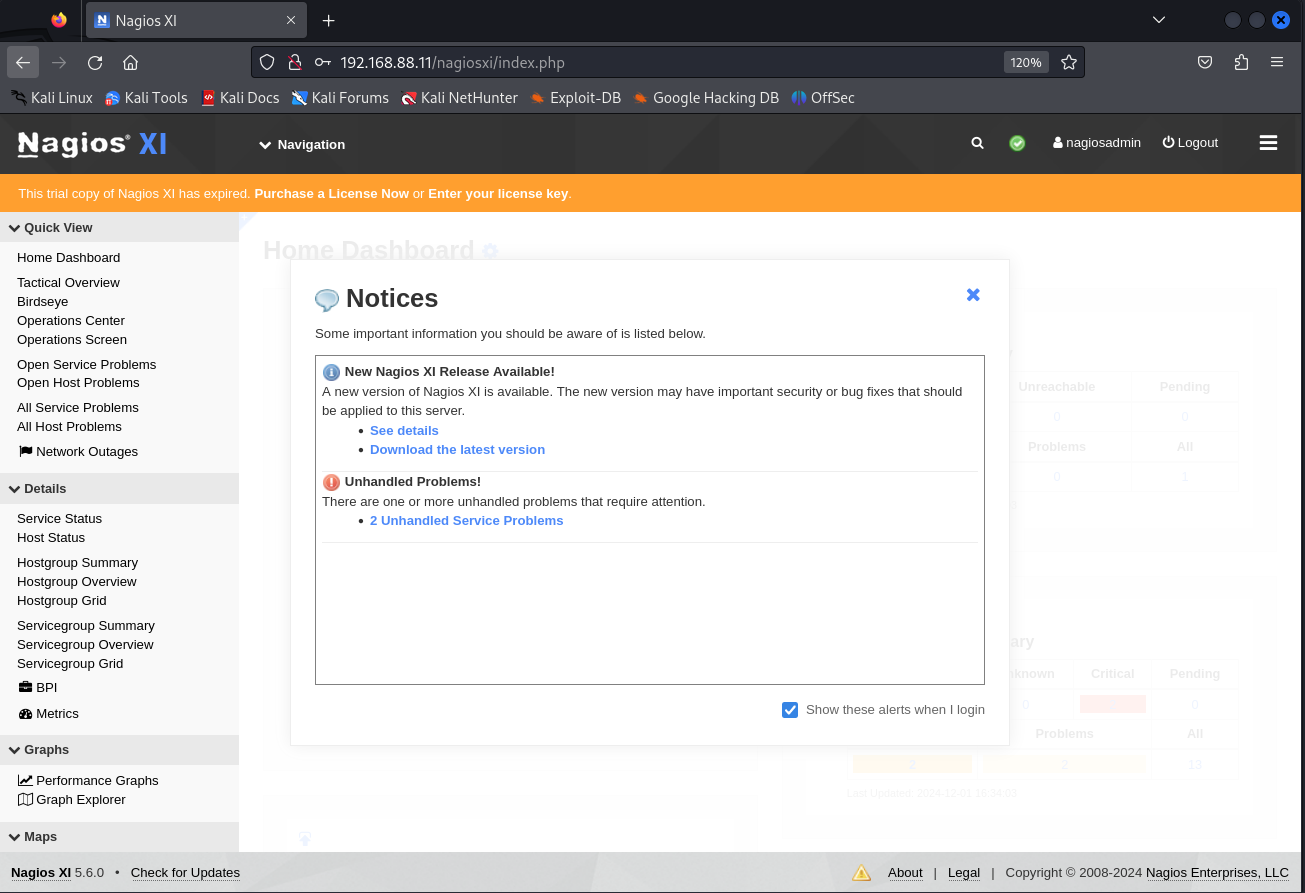 Nagios XI
192.168.88.11/nagiosxi/index.php
120%
Kali Linux
Kali Tools
Kali Docs
Kali Forums
Kali NetHunter
Exploit-DB
Google Hacking DB
OffSec
Nagios® XI
Navigation
nagiosadmin
Logout
This trial copy of Nagios XI has expired. Purchase a License Now or Enter your license key.
Quick View
Home Dashboard
Tactical Overview
Birdseye
Operations Center
Operations Screen
Open Service Problems
Open Host Problems
All Service Problems
All Host Problems
Network Outages
Details
Service Status
Host Status
Hostgroup Summary
Hostgroup Overview
Hostgroup Grid
Servicegroup Summary
Servicegroup Overview
Servicegroup Grid
BPI
Metrics
Graphs
Performance Graphs
Graph Explorer
Maps
Home Dashboard
Notices
Some important information you should be aware of is listed below.
New Nagios XI Release Available!
A new version of Nagios XI is available. The new version may have important security or bug fixes that should
be applied to this server.
• See details
• Download the latest version
Unhandled Problems!
There are one or more unhandled problems that require attention.
• 2 Unhandled Service Problems
Show these alerts when I login
Unreachable Pending
0 0
Problems All
0 1
Critical Pending
0 0
Problems All
2 13
Last Updated: 2024-12-01 16:34:03
Nagios XI 5.6.0 • Check for Updates
About | Legal | Copyright © 2008-2024 Nagios Enterprises, LLC